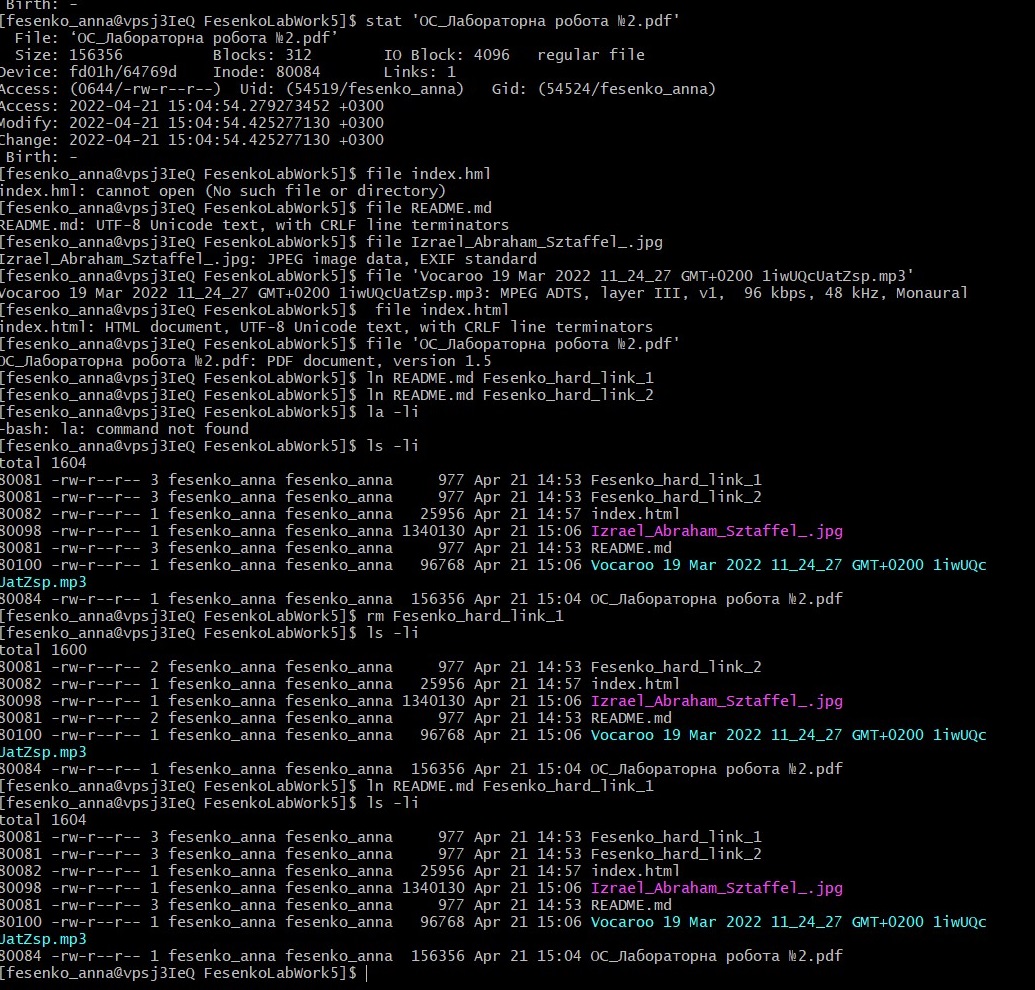 Birth: -
[fesenko_anna@vpsj3IeQ FesenkoLabWork5]$ stat 'ОС_Лабораторна робота №2.pdf'
File: ‘ОС_Лабораторна робота №2.pdf’
Size: 156356 Blocks: 312 IO Block: 4096 regular file
Device: fd01h/64769d Inode: 80084 Links: 1
Access: (0644/-rw-r--r--) Uid: (54519/fesenko_anna) Gid: (54524/fesenko_anna)
Access: 2022-04-21 15:04:54.279273452 +0300
Modify: 2022-04-21 15:04:54.425277130 +0300
Change: 2022-04-21 15:04:54.425277130 +0300
Birth: -
[fesenko_anna@vpsj3IeQ FesenkoLabWork5]$ file index.hml
index.hml: cannot open (No such file or directory)
[fesenko_anna@vpsj3IeQ FesenkoLabWork5]$ file README.md
README.md: UTF-8 Unicode text, with CRLF line terminators
[fesenko_anna@vpsj3IeQ FesenkoLabWork5]$ file Izrael_Abraham_Sztaffel_.jpg
Izrael_Abraham_Sztaffel_.jpg: JPEG image data, EXIF standard
[fesenko_anna@vpsj3IeQ FesenkoLabWork5]$ file 'Vocaroo 19 Mar 2022 11_24_27 GMT+0200 1iwUQcUatZsp.mp3'
Vocaroo 19 Mar 2022 11_24_27 GMT+0200 1iwUQcUatZsp.mp3: MPEG ADTS, layer III, v1,  96 kbps, 48 kHz, Monaural
[fesenko_anna@vpsj3IeQ FesenkoLabWork5]$  file index.html
index.html: HTML document, UTF-8 Unicode text, with CRLF line terminators
[fesenko_anna@vpsj3IeQ FesenkoLabWork5]$ file 'ОС_Лабораторна робота №2.pdf'
ОС_Лабораторна робота №2.pdf: PDF document, version 1.5
[fesenko_anna@vpsj3IeQ FesenkoLabWork5]$ ln README.md Fesenko_hard_link_1
[fesenko_anna@vpsj3IeQ FesenkoLabWork5]$ ln README.md Fesenko_hard_link_2
[fesenko_anna@vpsj3IeQ FesenkoLabWork5]$ la -li
-bash: la: command not found
[fesenko_anna@vpsj3IeQ FesenkoLabWork5]$ ls -li
total 1604
80081 -rw-r--r-- 3 fesenko_anna fesenko_anna 977 Apr 21 14:53 Fesenko_hard_link_1
80081 -rw-r--r-- 3 fesenko_anna fesenko_anna 977 Apr 21 14:53 Fesenko_hard_link_2
80082 -rw-r--r-- 1 fesenko_anna fesenko_anna 25956 Apr 21 14:57 index.html
80098 -rw-r--r-- 1 fesenko_anna fesenko_anna 1340130 Apr 21 15:06 Izrael_Abraham_Sztaffel_.jpg
80081 -rw-r--r-- 3 fesenko_anna fesenko_anna 977 Apr 21 14:53 README.md
80100 -rw-r--r-- 1 fesenko_anna fesenko_anna 96768 Apr 21 15:06 Vocaroo 19 Mar 2022 11_24_27 GMT+0200 1iwUQc
UatZsp.mp3
80084 -rw-r--r-- 1 fesenko_anna fesenko_anna 156356 Apr 21 15:04 ОС_Лабораторна робота №2.pdf
[fesenko_anna@vpsj3IeQ FesenkoLabWork5]$ rm Fesenko_hard_link_1
[fesenko_anna@vpsj3IeQ FesenkoLabWork5]$ ls -li
total 1600
80081 -rw-r--r-- 2 fesenko_anna fesenko_anna 977 Apr 21 14:53 Fesenko_hard_link_2
80082 -rw-r--r-- 1 fesenko_anna fesenko_anna 25956 Apr 21 14:57 index.html
80098 -rw-r--r-- 1 fesenko_anna fesenko_anna 1340130 Apr 21 15:06 Izrael_Abraham_Sztaffel_.jpg
80081 -rw-r--r-- 2 fesenko_anna fesenko_anna 977 Apr 21 14:53 README.md
80100 -rw-r--r-- 1 fesenko_anna fesenko_anna 96768 Apr 21 15:06 Vocaroo 19 Mar 2022 11_24_27 GMT+0200 1iwUQc
UatZsp.mp3
80084 -rw-r--r-- 1 fesenko_anna fesenko_anna 156356 Apr 21 15:04 ОС_Лабораторна робота №2.pdf
[fesenko_anna@vpsj3IeQ FesenkoLabWork5]$ ln README.md Fesenko_hard_link_1
[fesenko_anna@vpsj3IeQ FesenkoLabWork5]$ ls -li
total 1604
80081 -rw-r--r-- 3 fesenko_anna fesenko_anna 977 Apr 21 14:53 Fesenko_hard_link_1
80081 -rw-r--r-- 3 fesenko_anna fesenko_anna 977 Apr 21 14:53 Fesenko_hard_link_2
80082 -rw-r--r-- 1 fesenko_anna fesenko_anna 25956 Apr 21 14:57 index.html
80098 -rw-r--r-- 1 fesenko_anna fesenko_anna 1340130 Apr 21 15:06 Izrael_Abraham_Sztaffel_.jpg
80081 -rw-r--r-- 3 fesenko_anna fesenko_anna 977 Apr 21 14:53 README.md
80100 -rw-r--r-- 1 fesenko_anna fesenko_anna 96768 Apr 21 15:06 Vocaroo 19 Mar 2022 11_24_27 GMT+0200 1iwUQc
UatZsp.mp3
80084 -rw-r--r-- 1 fesenko_anna fesenko_anna 156356 Apr 21 15:04 ОС_Лабораторна робота №2.pdf
[fesenko_anna@vpsj3IeQ FesenkoLabWork5]$